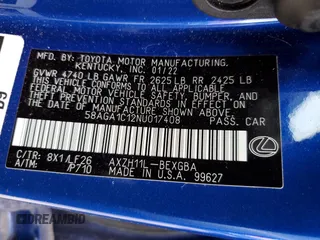 MFD. BY: TOYOTA MOTOR MANUFACTURING.
KENTUCKY, INC. 01/22
GVWR 4740 LB GAWR FR 2625 LB RR 2425 LB
THIS VEHICLE CONFORMS TO ALL APPLICABLE
FEDERAL MOTOR VEHICLE SAFETY, BUMPER, AND
THEFT PREVENTION STANDARDS IN EFFECT ON THE
DATE OF MANUFACTURE SHOWN ABOVE.
58AGA1C12NU017408 PASS. CAR
C/TR: 8X1/LF26 AXZH11L-BEXGBA
A/TM: /P710 MADE IN U.S.A. 99627
DREAMBID